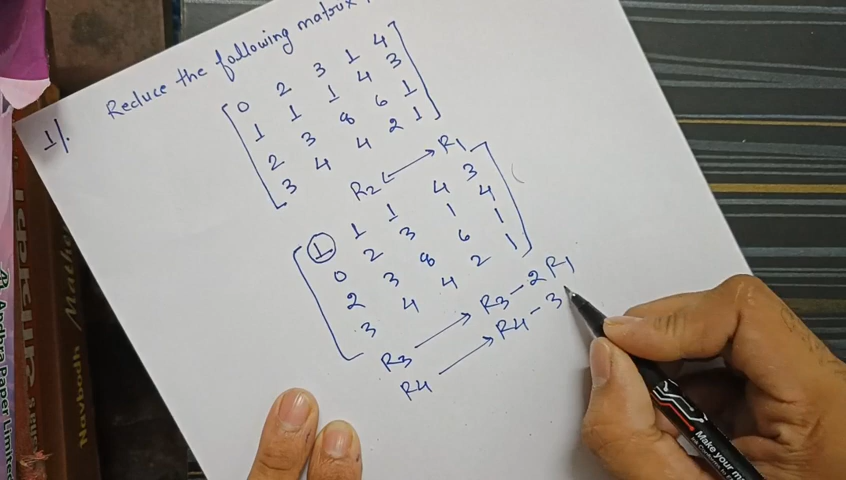 1). Reduce the following matrix
0 2 3 1 4
1 1 1 4 3
2 3 8 6 1
3 4 4 2 1
R2 ↔ R1
1 1 1 4 3
0 2 3 1 4
2 3 8 6 1
3 4 4 2 1
R3 → R3 - 2R1
R4 → R4 - 3
Navbodh
Andhra Paper Limited
Make your m